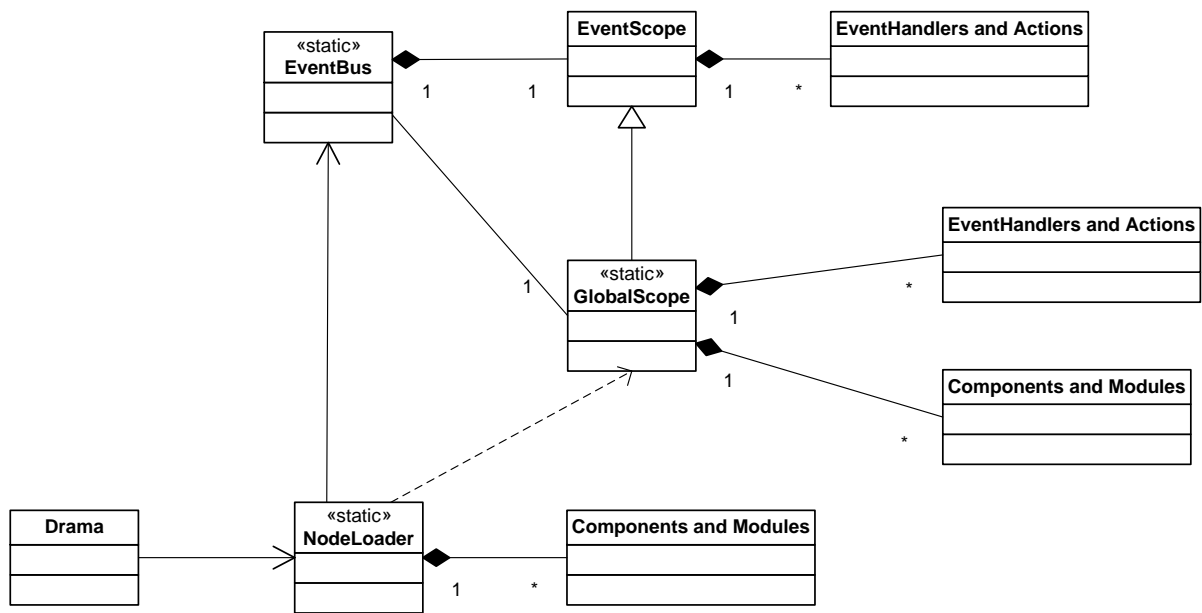 «static»
EventBus
1
1
EventScope
1
*
EventHandlers and Actions
1
«static»
GlobalScope
1
*
EventHandlers and Actions
1
*
Components and Modules
Drama
«static»
NodeLoader
1
*
Components and Modules